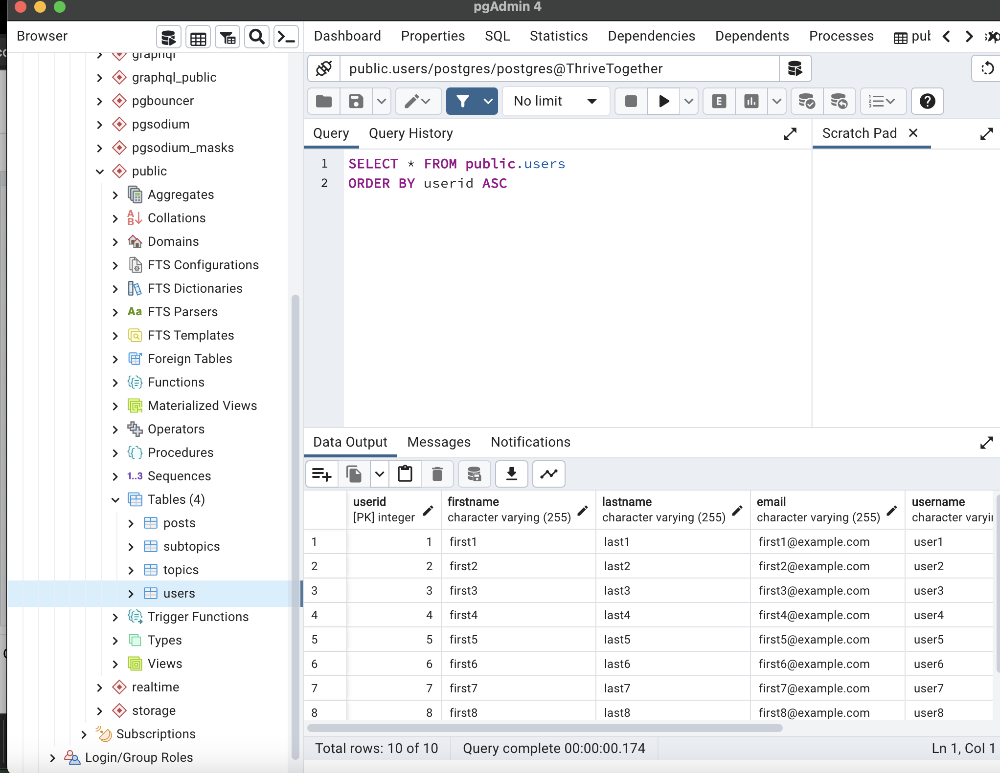 pgAdmin 4
Browser
Dashboard Properties SQL Statistics Dependencies Dependents Processes
graphql
graphql_public
pgbouncer
pgsodium
pgsodium_masks
public
Aggregates
Collations
Domains
FTS Configurations
FTS Dictionaries
Aa FTS Parsers
FTS Templates
Foreign Tables
Functions
Materialized Views
Operators
Procedures
1..3 Sequences
Tables (4)
posts
subtopics
topics
users
Trigger Functions
Types
Views
realtime
storage
Subscriptions
Login/Group Roles
public.users/postgres/postgres@ThriveTogether
No limit
Query Query History
Scratch Pad
1 SELECT * FROM public.users
2 ORDER BY userid ASC
Data Output Messages Notifications
userid firstname lastname email username
[PK] integer character varying (255) character varying (255) character varying (255) character
1 1 first1 last1 first1@example.com user1
2 2 first2 last2 first2@example.com user2
3 3 first3 last3 first3@example.com user3
4 4 first4 last4 first4@example.com user4
5 5 first5 last5 first5@example.com user5
6 6 first6 last6 first6@example.com user6
7 7 first7 last7 first7@example.com user7
8 8 first8 last8 first8@example.com user8
Total rows: 10 of 10 Query complete 00:00:00.174 Ln 1, Col 1